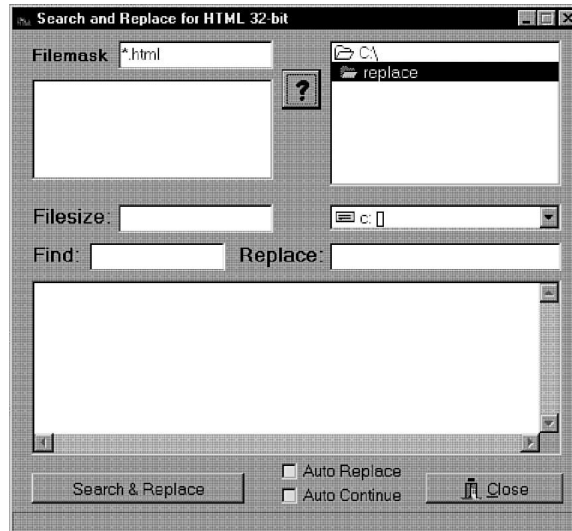 Search and Replace for HTML 32-bit
Filemask *.html
C:\
replace
?
Filesize:
c: []
Find:
Replace:
Search & Replace
Auto Replace
Auto Continue
Close